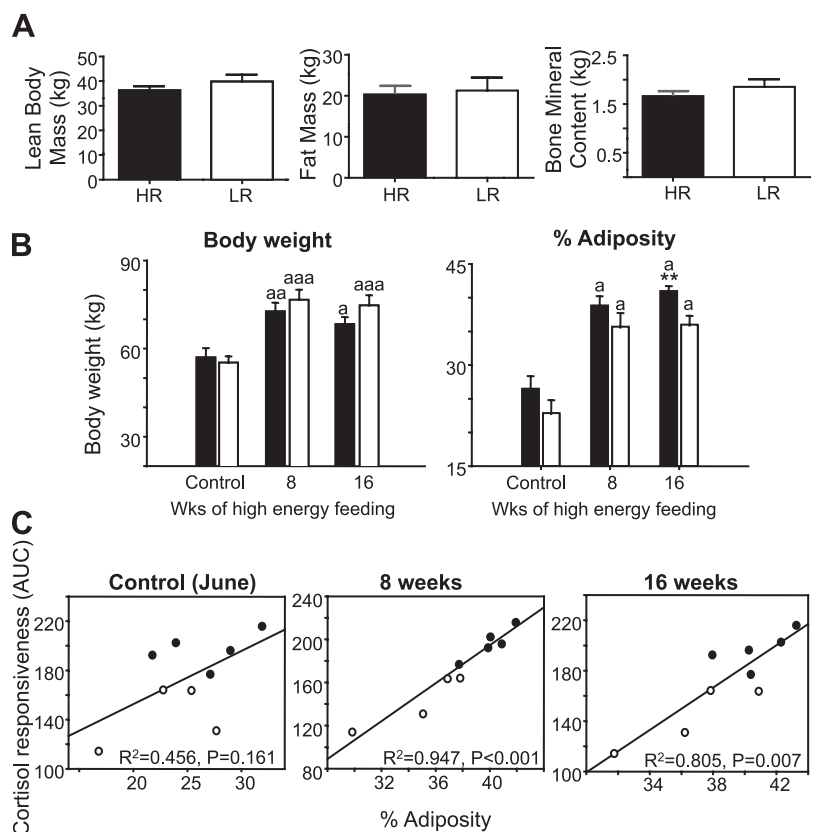 A
Lean Body
Mass (kg)
50
40
30
20
10
0
HR
LR
Fat Mass (kg)
30
20
10
0
HR
LR
Bone Mineral
Content (kg)
2.5
1.5
0.5
HR
LR
B
Body weight
Body weight (kg)
90
60
30
aa
aaa
a
aaa
Control
8
16
Wks of high energy feeding
% Adiposity
45
30
15
a
a
a
**
a
Control
8
16
Wks of high energy feeding
C
Cortisol responsiveness (AUC)
Control (June)
220
180
140
100
R²=0.456, P=0.161
20
25
30
8 weeks
240
200
160
120
80
R²=0.947, P<0.001
28
32
36
40
16 weeks
220
180
140
100
R²=0.805, P=0.007
34
38
42
% Adiposity